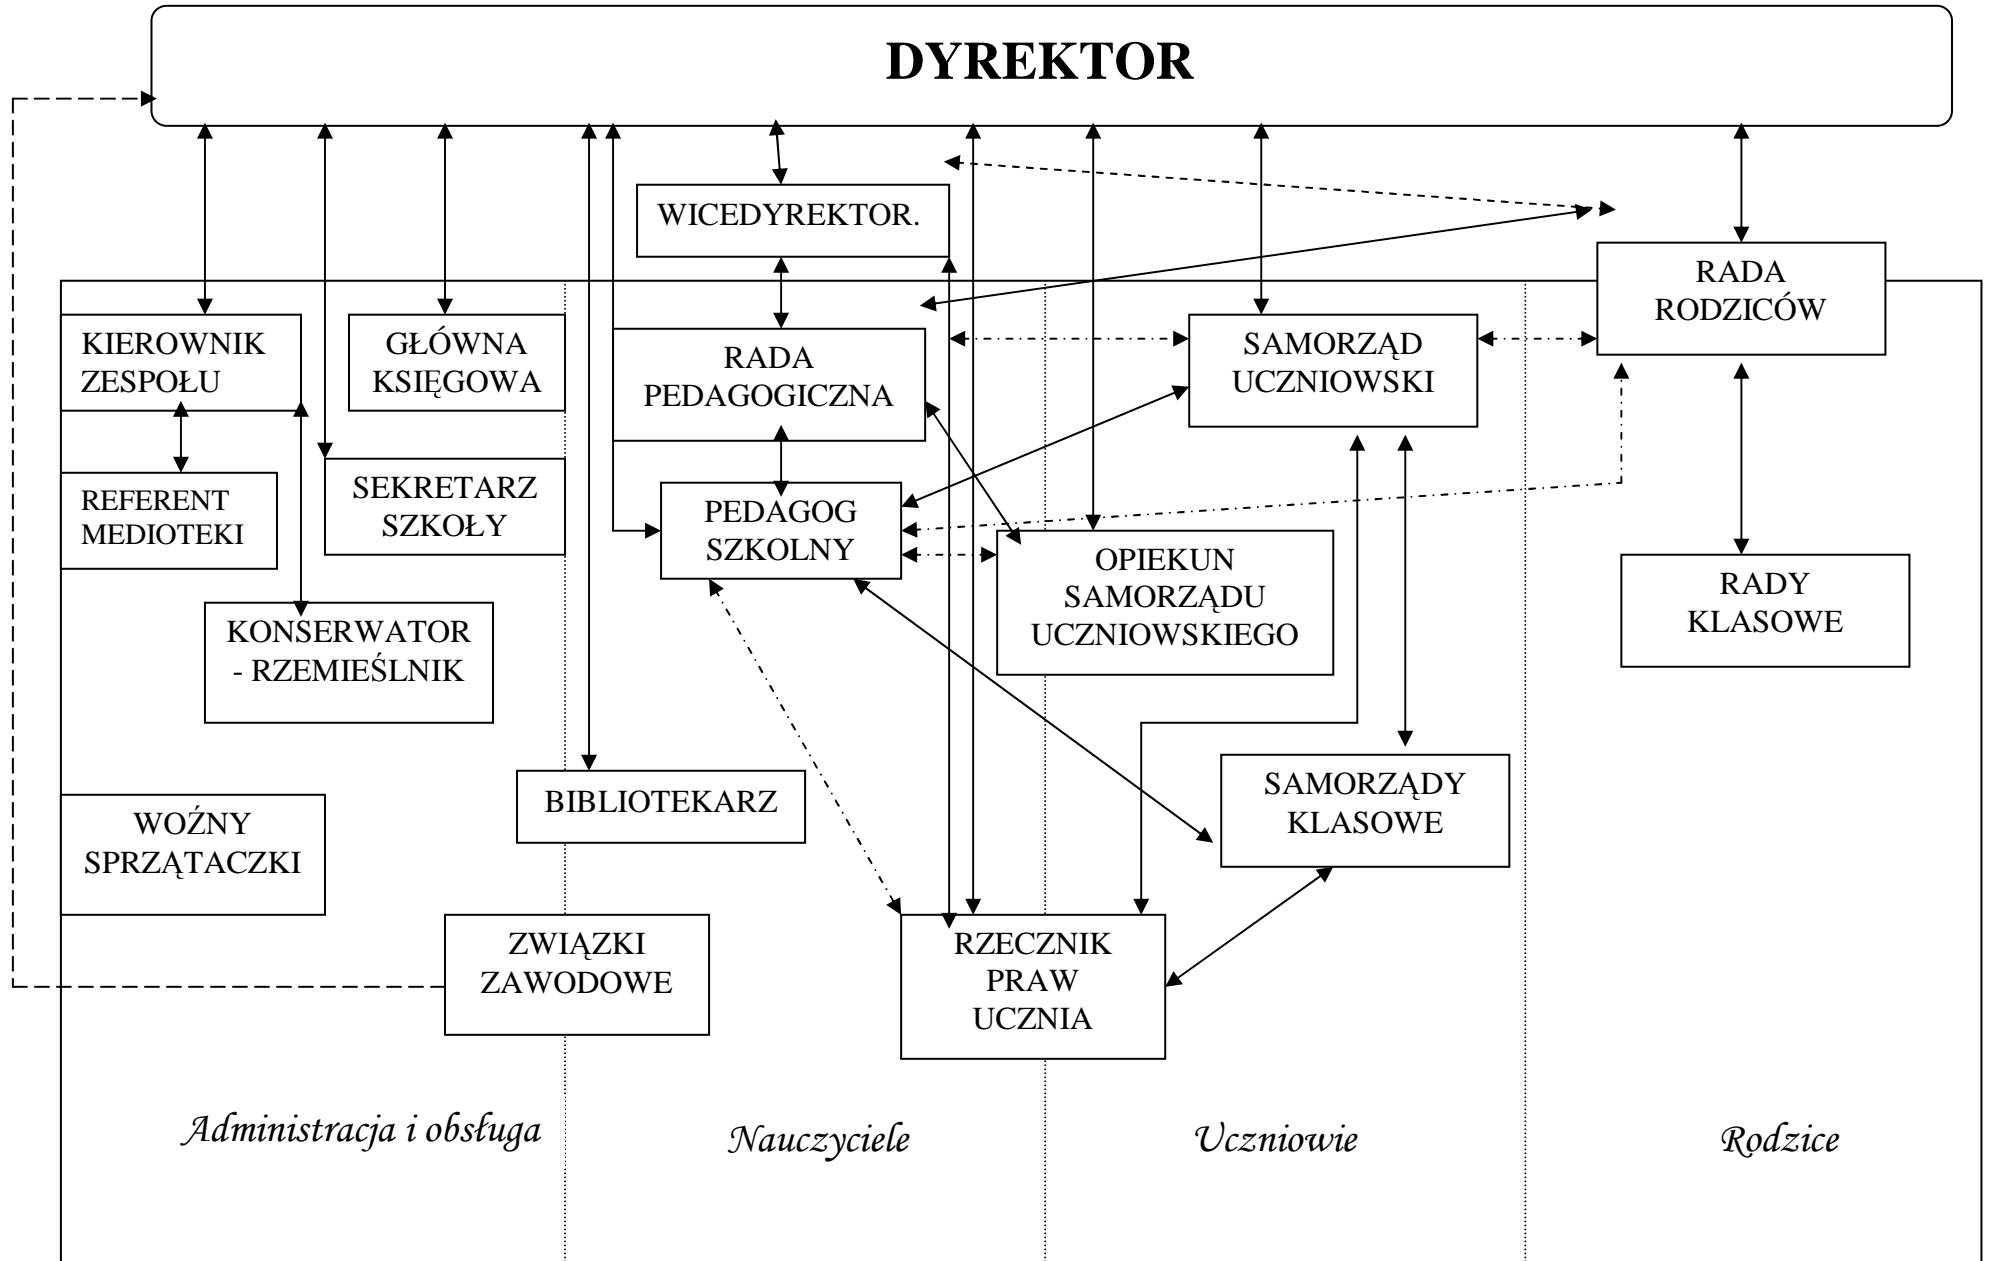 DYREKTOR
WICEDYREKTOR.
RADA
RODZICÓW
KIEROWNIK
ZESPOŁU
GŁÓWNA
KSIĘGOWA
RADA
PEDAGOGICZNA
SAMORZĄD
UCZNIOWSKI
REFERENT
MEDIOTEKI
SEKRETARZ
SZKOŁY
PEDAGOG
SZKOLNY
OPIEKUN
SAMORZĄDU
UCZNIOWSKIEGO
RADY
KLASOWE
KONSERWATOR
- RZEMIEŚLNIK
BIBLIOTEKARZ
SAMORZĄDY
KLASOWE
WOŹNY
SPRZĄTACZKI
ZWIĄZKI
ZAWODOWE
RZECZNIK
PRAW
UCZNIA
Administracja i obsługa
Nauczyciele
Uczniowie
Rodzice